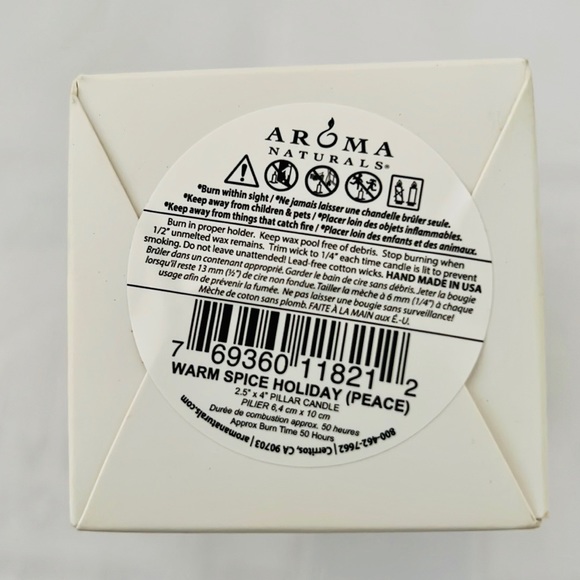 AROMA
NATURALS®
•Burn within sight / •Ne jamais laisser une chandelle brûler seule.
•Keep away from children & pets / •Placer loin des objets inflammables.
•Keep away from things that catch fire / •Placer loin des enfants et des animaux.
Burn in proper holder. Keep wax pool free of debris. Stop burning when
1/2" unmelted wax remains. Trim wick to 1/4" each time candle is lit to prevent
smoking. Do not leave unattended! Lead-free cotton wicks. HAND MADE IN USA
Brûler dans un contenant approprié. Garder le bain de cire sans débris. Jeter la bougie
lorsqu'il reste 13 mm (½") de cire non fondue. Tailler la mèche à 6 mm (1/4") à chaque
usage afin de prévenir la fumée. Ne pas laisser une bougie sans surveillance!
Mèche de coton sans plomb. FAITE À LA MAIN aux É.-U.
7 69360 11821 2
WARM SPICE HOLIDAY (PEACE)
2.5" x 4" PILLAR CANDLE
PILIER 6,4 cm x 10 cm
Durée de combustion approx. 50 heures
Approx Burn Time 50 Hours
800-462-7662 | Cerritos, CA 90703 | aromanaturals.com